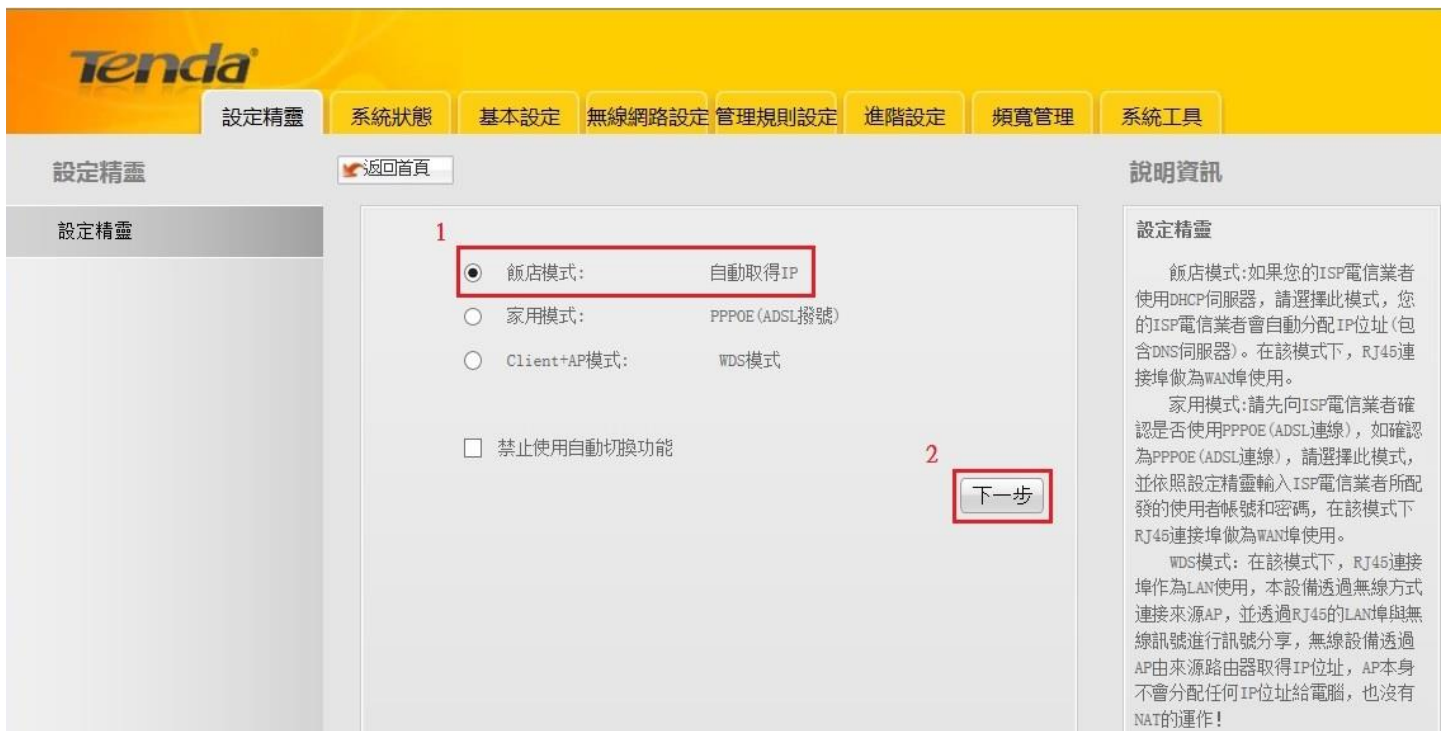 Tenda
設定精靈 系統狀態 基本設定 無線網路設定 管理規則設定 進階設定 頻寬管理 系統工具
設定精靈
設定精靈
返回首頁
1
飯店模式: 自動取得IP
家用模式: PPPOE(ADSL撥號)
Client+AP模式: WDS模式
禁止使用自動切換功能
2
下一步
說明資訊
設定精靈
飯店模式:如果您的ISP電信業者
使用DHCP伺服器，請選擇此模式，您
的ISP電信業者會自動分配IP位址(包
含DNS伺服器)。在該模式下，RJ45連
接埠做為WAN埠使用。
家用模式:請先向ISP電信業者確
認是否使用PPPOE(ADSL連線)，如確認
為PPPOE(ADSL連線)，請選擇此模式，
並依照設定精靈輸入ISP電信業者所配
發的使用者帳號和密碼，在該模式下
RJ45連接埠做為WAN埠使用。
WDS模式: 在該模式下，RJ45連接
埠作為LAN使用，本設備透過無線方式
連接來源AP，並透過RJ45的LAN埠與無
線訊號進行訊號分享，無線設備透過
AP由來源路由器取得IP位址，AP本身
不會分配任何IP位址給電腦，也沒有
NAT的運作!